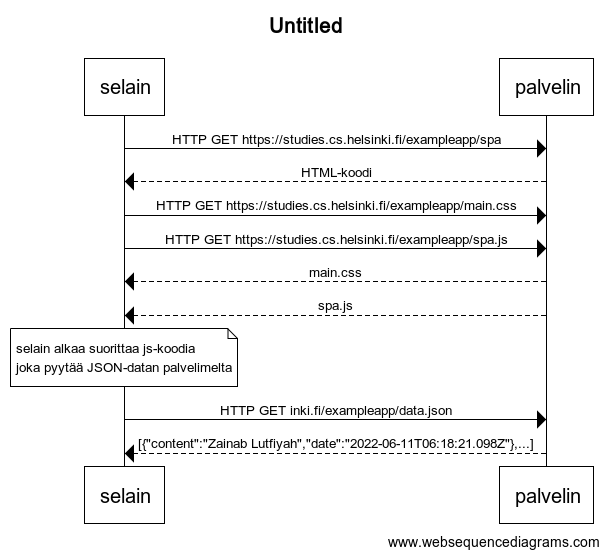 Untitled
selain
palvelin
HTTP GET https://studies.cs.helsinki.fi/exampleapp/spa
HTML-koodi
HTTP GET https://studies.cs.helsinki.fi/exampleapp/main.css
HTTP GET https://studies.cs.helsinki.fi/exampleapp/spa.js
main.css
spa.js
selain alkaa suorittaa js-koodia
joka pyytää JSON-datan palvelimelta
HTTP GET inki.fi/exampleapp/data.json
[{"content":"Zainab Lutfiyah","date":"2022-06-11T06:18:21.098Z"},...]
selain
palvelin
www.websequencediagrams.com